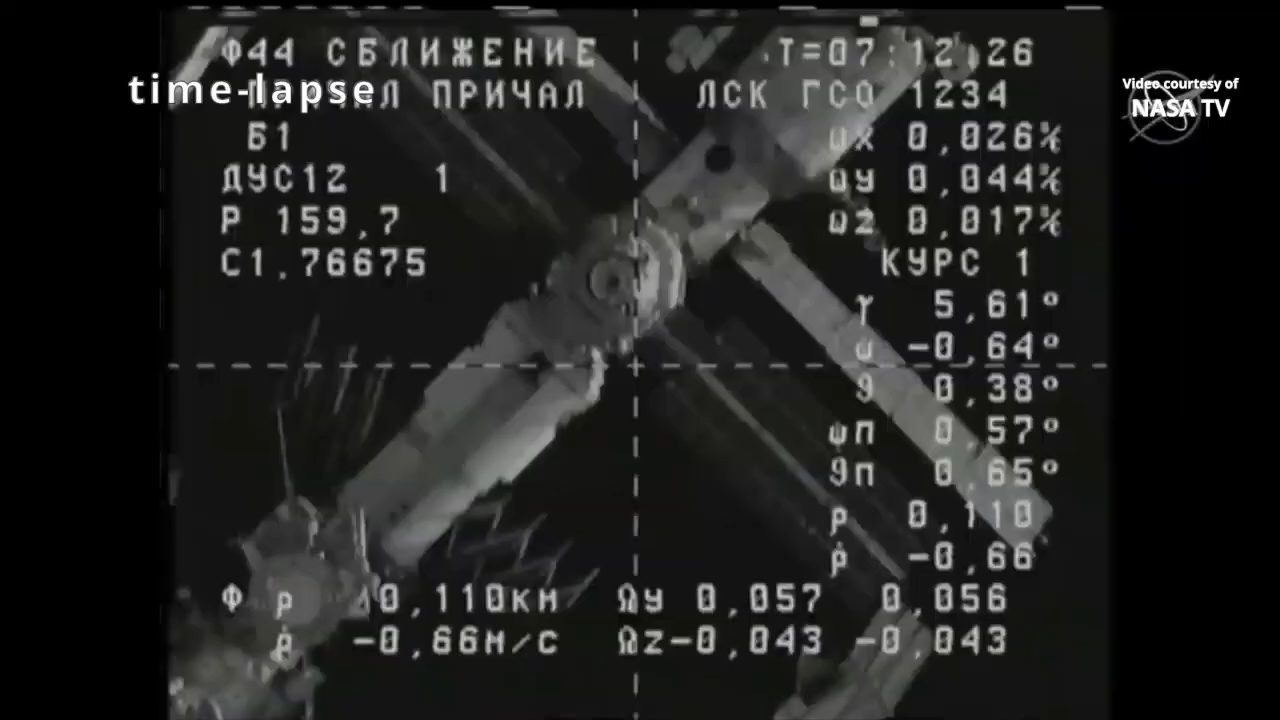 Ф44 СБЛИЖЕНИЕ Т=07:12:26
time-lapse
ПРИЧАЛ ЛСК ГСО 1234
Video courtesy of
NASA TV
Б1 ωX 0,026%
ДУС12 1 ωУ 0,044%
Р 159,7 ωZ 0,017%
С1,76675 КУРС 1
γ 5,61°
ψ -0,64°
ϑ 0,38°
ψП 0,57°
ϑП 0,65°
ρ 0,110
ρ̇ -0,66
Ф ρ 0,110КМ ΩУ 0,057 0,056
ρ̇ -0,66М/С ΩZ-0,043 -0,043